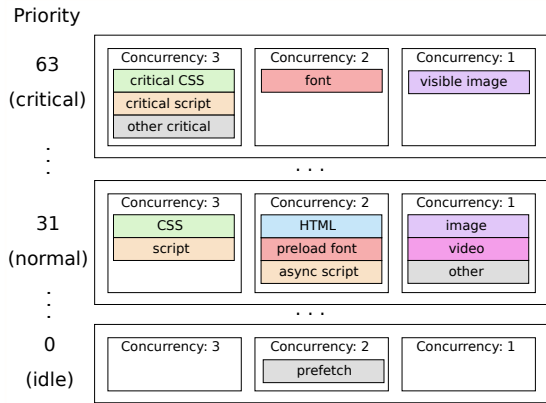 Priority
63
(critical)
Concurrency: 3
critical CSS
critical script
other critical
Concurrency: 2
font
Concurrency: 1
visible image
. . .
. . .
31
(normal)
Concurrency: 3
CSS
script
Concurrency: 2
HTML
preload font
async script
Concurrency: 1
image
video
other
. . .
. . .
0
(idle)
Concurrency: 3
Concurrency: 2
prefetch
Concurrency: 1